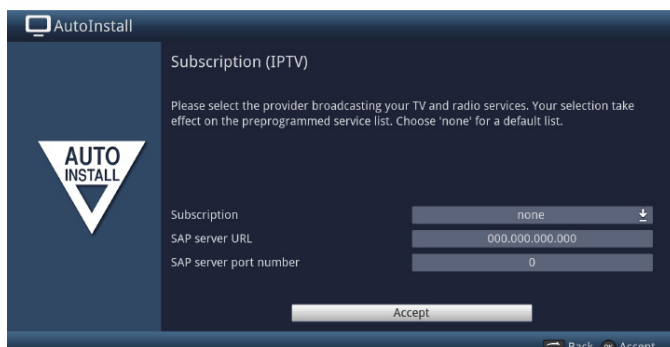 AutoInstall
Subscription (IPTV)
Please select the provider broadcasting your TV and radio services. Your selection take
effect on the preprogrammed service list. Choose 'none' for a default list.
AUTO
INSTALL
Subscription none
SAP server URL 000.000.000.000
SAP server port number 0
Accept
Back OK Accept